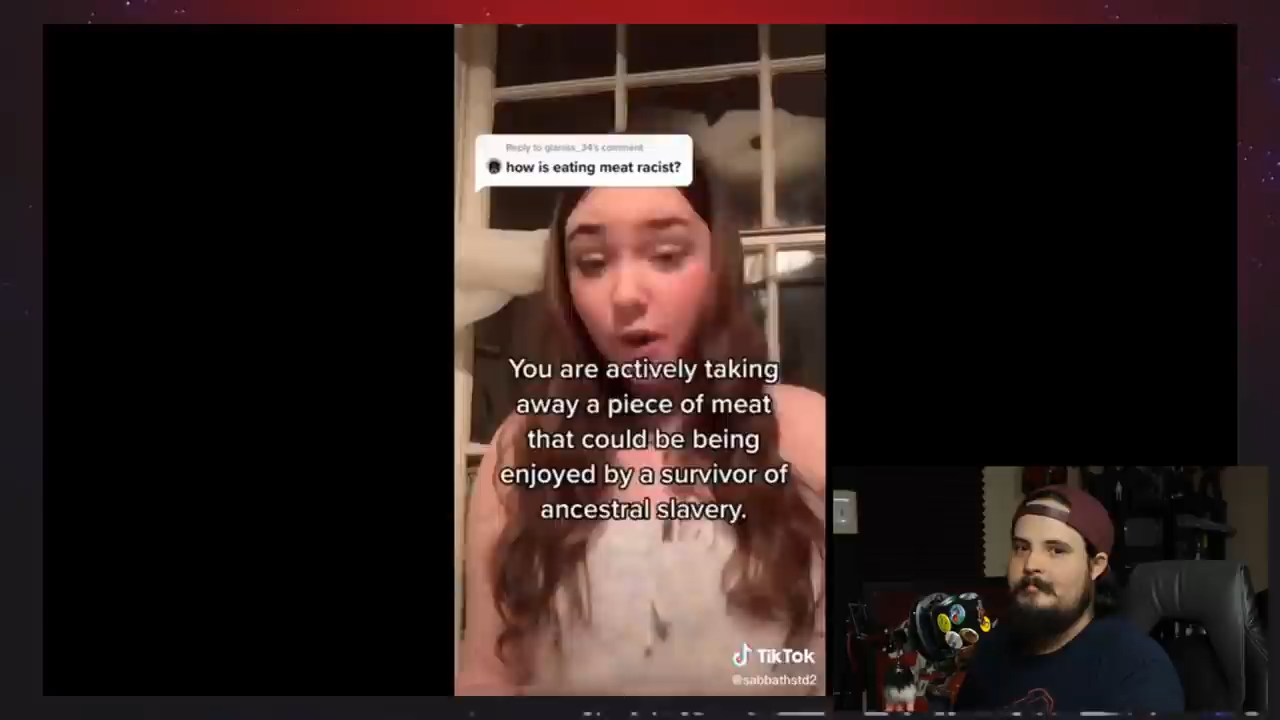 Reply to glamiss_34's comment
how is eating meat racist?
You are actively taking
away a piece of meat
that could be being
enjoyed by a survivor of
ancestral slavery.
TikTok
@sabbathstd2